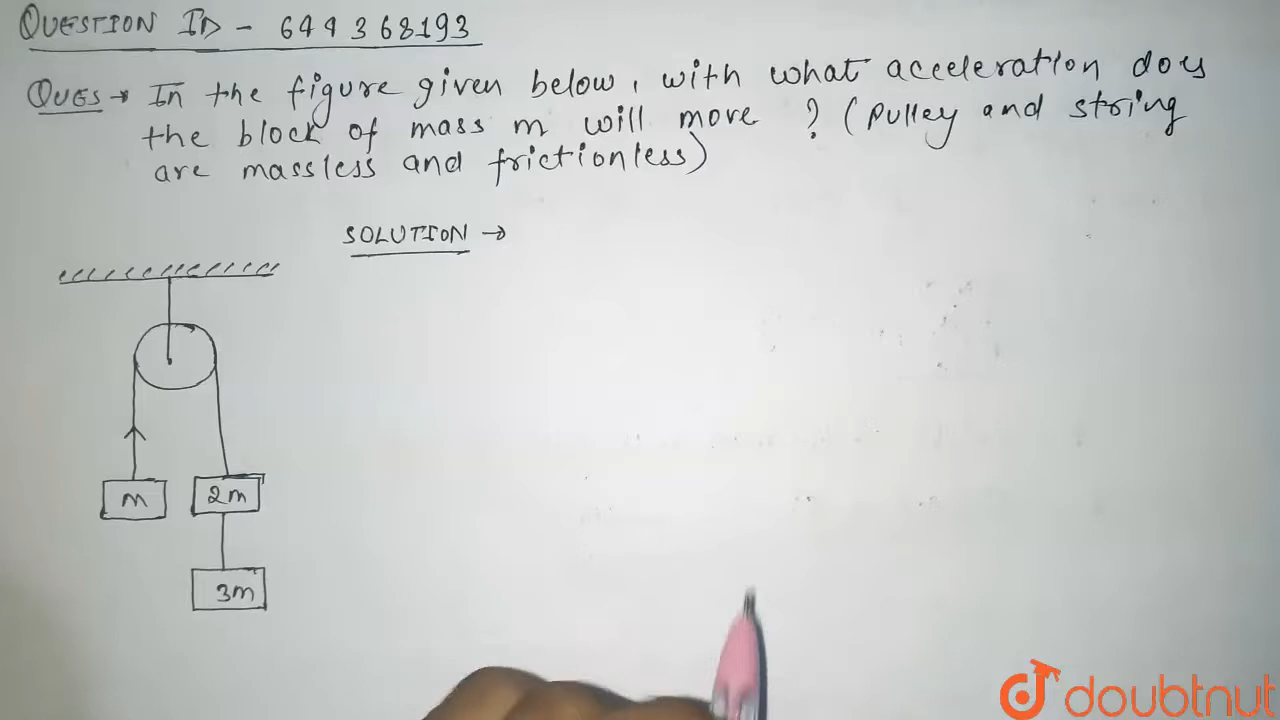 QUESTION ID - 644368193
QUES → In the figure given below, with what acceleration does
the block of mass m will move ? (Pulley and string
are massless and frictionless)
SOLUTION →
m
2m
3m
doubtnut